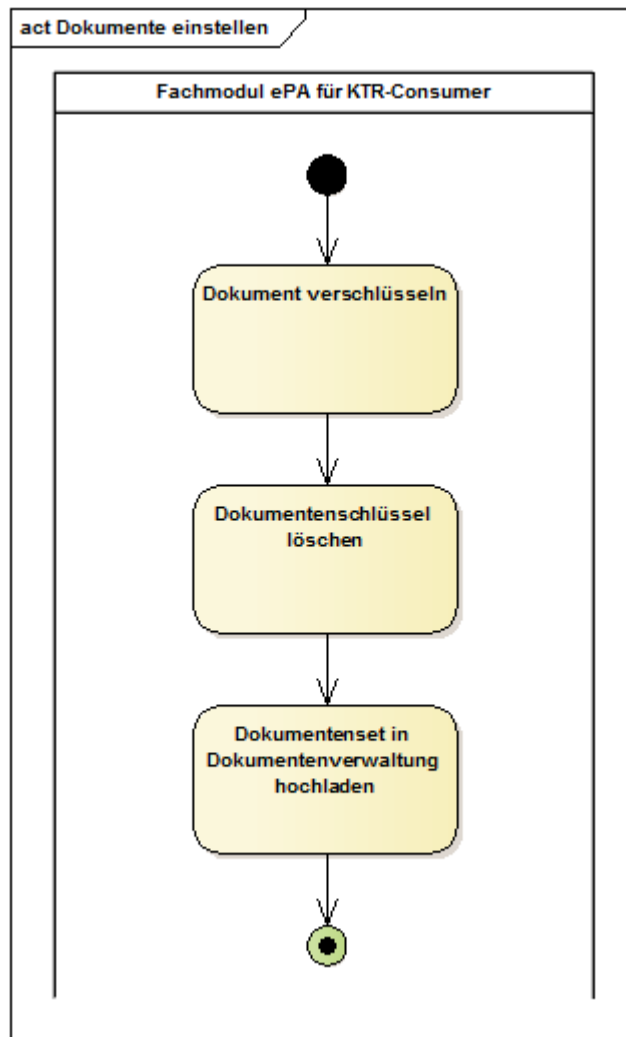 act Dokumente einstellen
Fachmodul ePA für KTR-Consumer
Dokument verschlüsseln
Dokumentenschlüssel
löschen
Dokumentenset in
Dokumentenverwaltung
hochladen